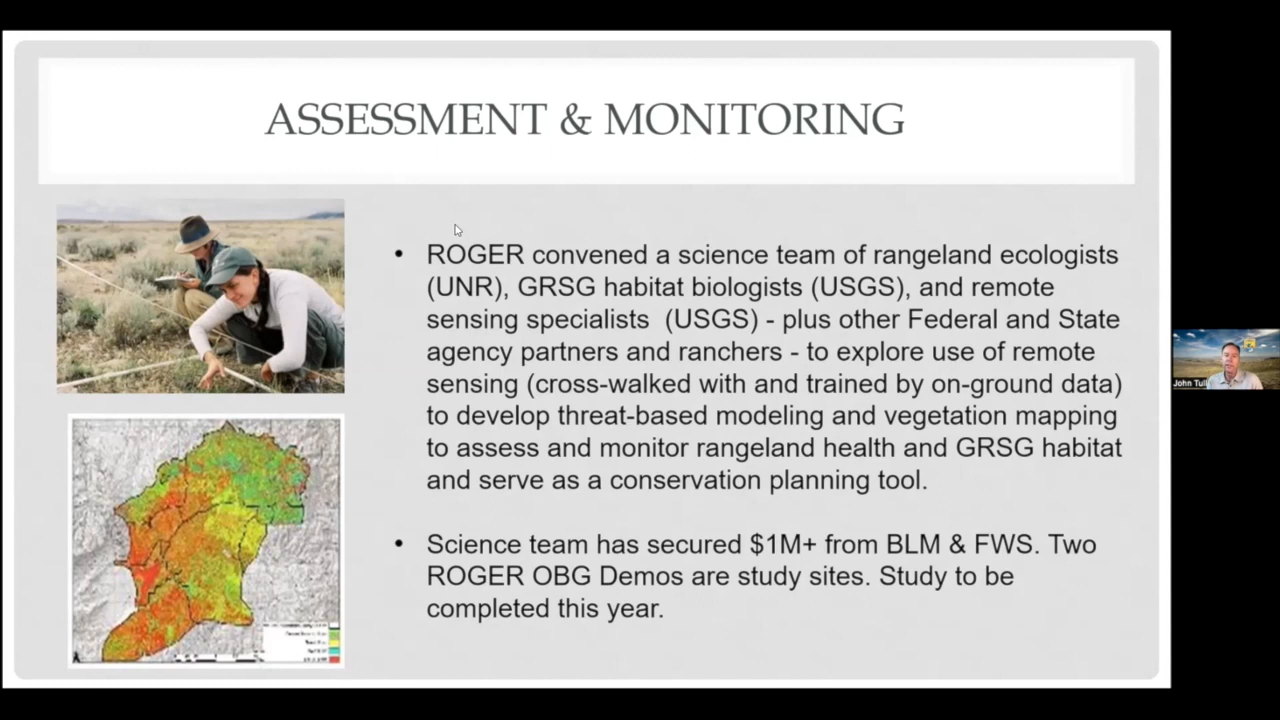 ASSESSMENT & MONITORING
• ROGER convened a science team of rangeland ecologists
(UNR), GRSG habitat biologists (USGS), and remote
sensing specialists (USGS) - plus other Federal and State
agency partners and ranchers - to explore use of remote
sensing (cross-walked with and trained by on-ground data)
to develop threat-based modeling and vegetation mapping
to assess and monitor rangeland health and GRSG habitat
and serve as a conservation planning tool.
• Science team has secured $1M+ from BLM & FWS. Two
ROGER OBG Demos are study sites. Study to be
completed this year.
John